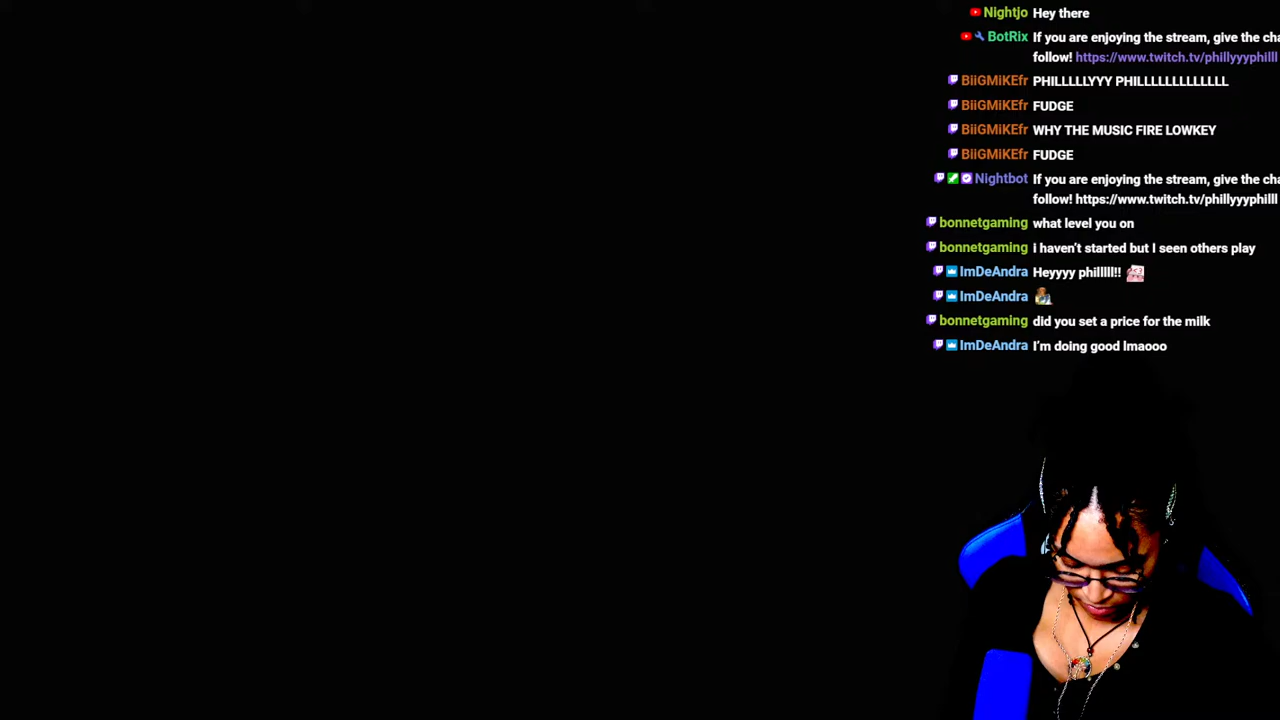 Nightjo Hey there
BotRix If you are enjoying the stream, give the cha
follow! https://www.twitch.tv/phillyyyphilll
BiiGMiKEfr PHILLLLLYYY PHILLLLLLLLLLLLL
BiiGMiKEfr FUDGE
BiiGMiKEfr WHY THE MUSIC FIRE LOWKEY
BiiGMiKEfr FUDGE
Nightbot If you are enjoying the stream, give the cha
follow! https://www.twitch.tv/phillyyyphilll
bonnetgaming what level you on
bonnetgaming i haven't started but I seen others play
ImDeAndra Heyyyy philllll!!
ImDeAndra
bonnetgaming did you set a price for the milk
ImDeAndra I'm doing good lmaooo